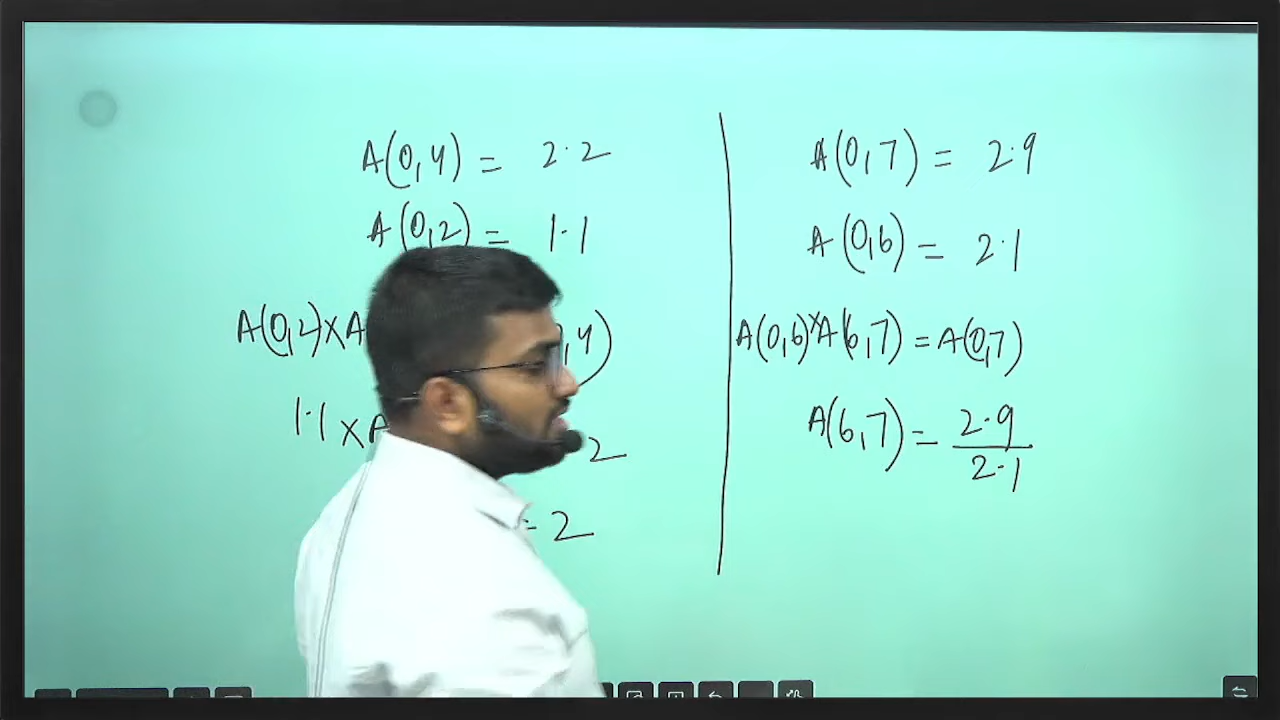 A(0,4) = 2.2
A(0,2) = 1.1
A(0,2)×A ,4)
1.1 ×A 2
= 2
A(0,7) = 2.9
A(0,6) = 2.1
A(0,6)×A(6,7) = A(0,7)
A(6,7) = 2.9
2.1